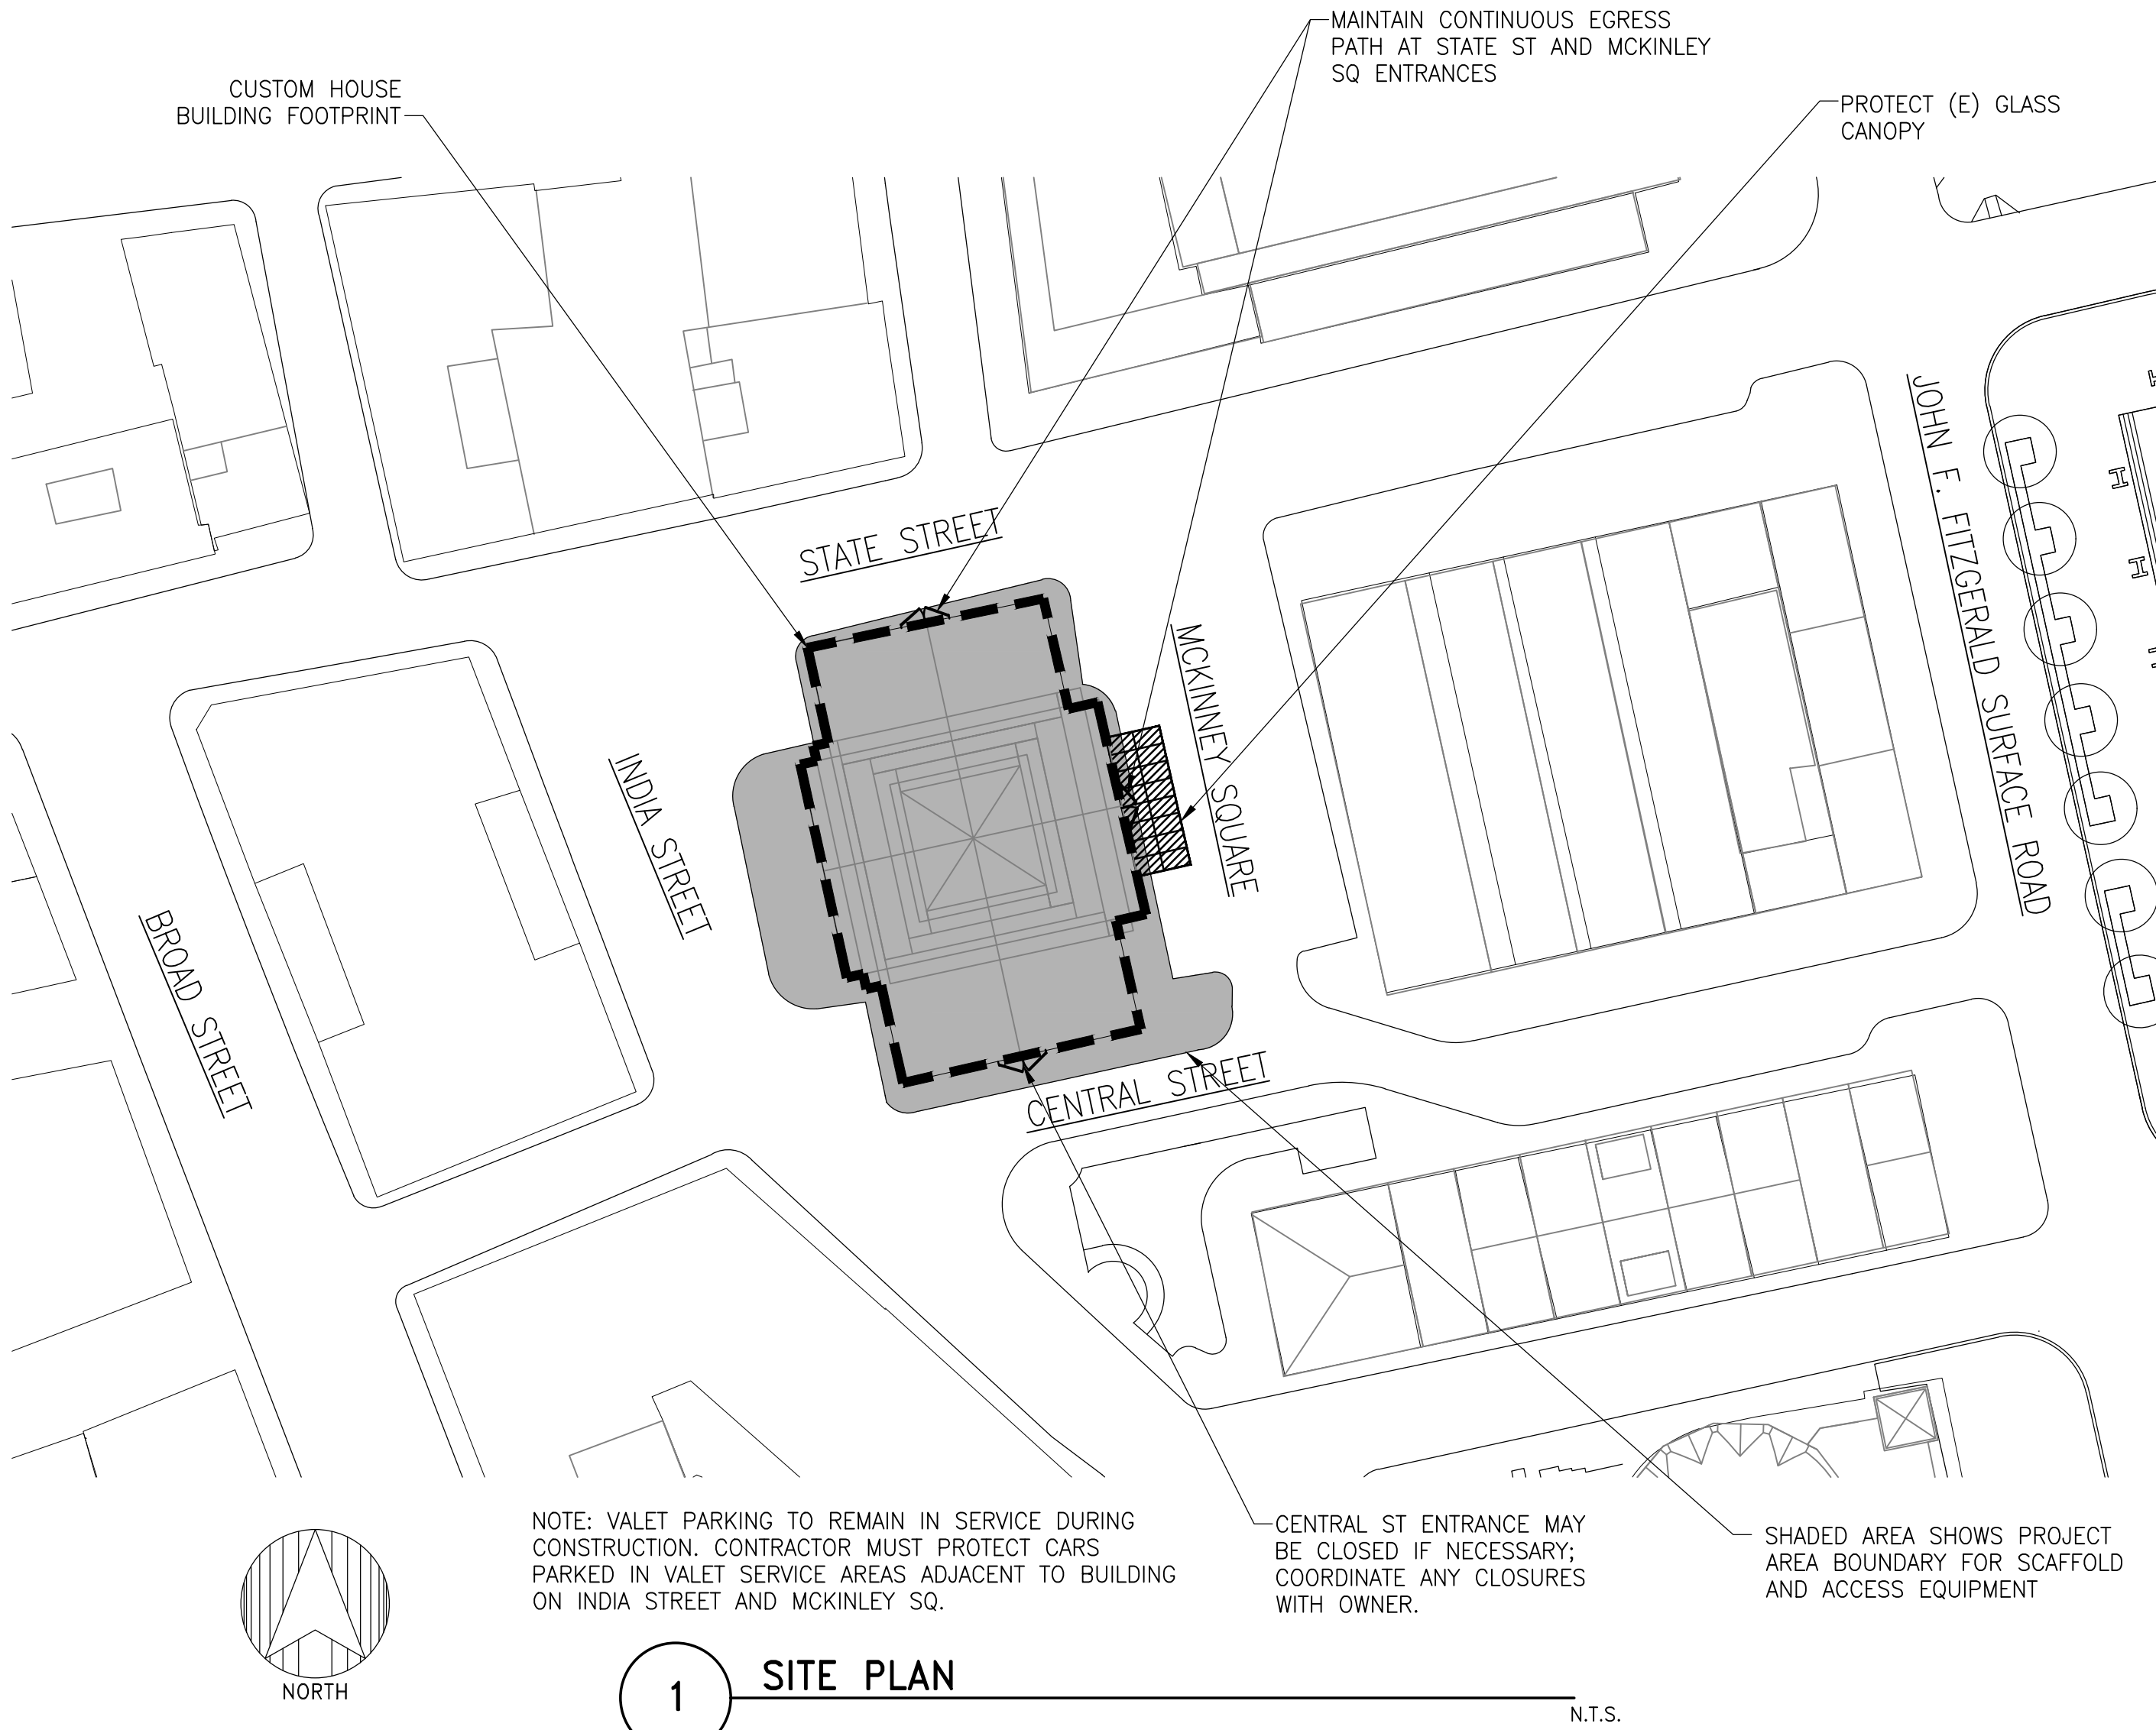 MAINTAIN CONTINUOUS EGRESS
PATH AT STATE ST AND MCKINLEY
SQ ENTRANCES
CUSTOM HOUSE
BUILDING FOOTPRINT
PROTECT (E) GLASS
CANOPY
STATE STREET
MCKINNEY SQUARE
JOHN F. FITZGERALD SURFACE ROAD
INDIA STREET
BROAD STREET
CENTRAL STREET
NOTE: VALET PARKING TO REMAIN IN SERVICE DURING
CONSTRUCTION. CONTRACTOR MUST PROTECT CARS
PARKED IN VALET SERVICE AREAS ADJACENT TO BUILDING
ON INDIA STREET AND MCKINLEY SQ.
CENTRAL ST ENTRANCE MAY
BE CLOSED IF NECESSARY;
COORDINATE ANY CLOSURES
WITH OWNER.
SHADED AREA SHOWS PROJECT
AREA BOUNDARY FOR SCAFFOLD
AND ACCESS EQUIPMENT
NORTH
1
SITE PLAN
N.T.S.